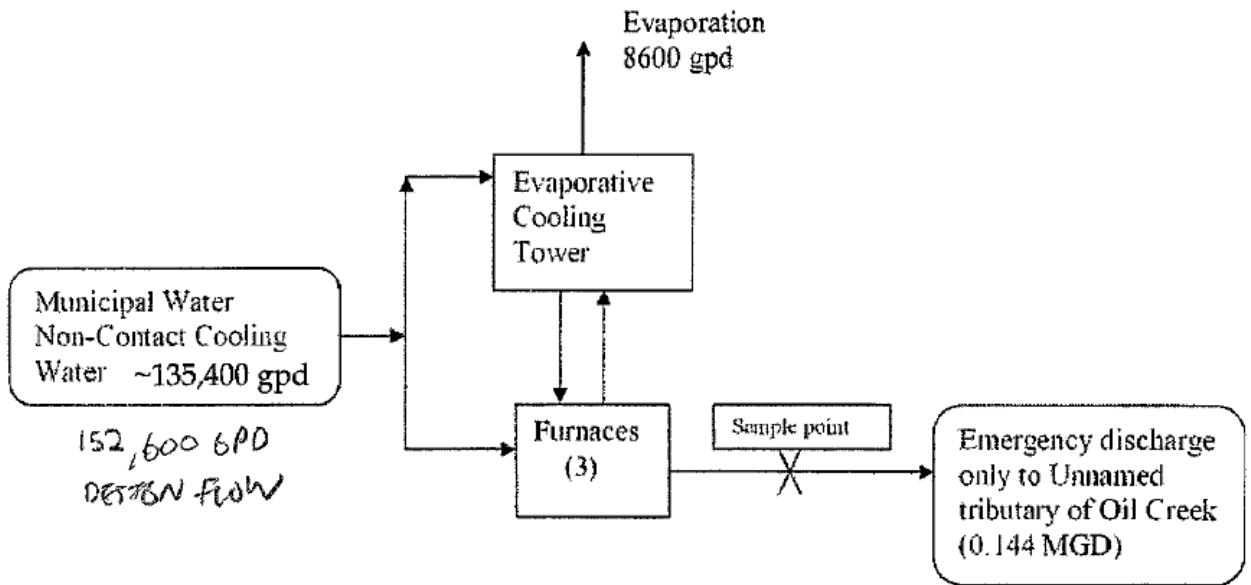 Evaporation
8600 gpd
Evaporative
Cooling
Tower
Municipal Water
Non-Contact Cooling
Water ~135,400 gpd
152,600 GPD
DESIGN FLOW
Furnaces
(3)
Sample point
Emergency discharge
only to Unnamed
tributary of Oil Creek
(0.144 MGD)